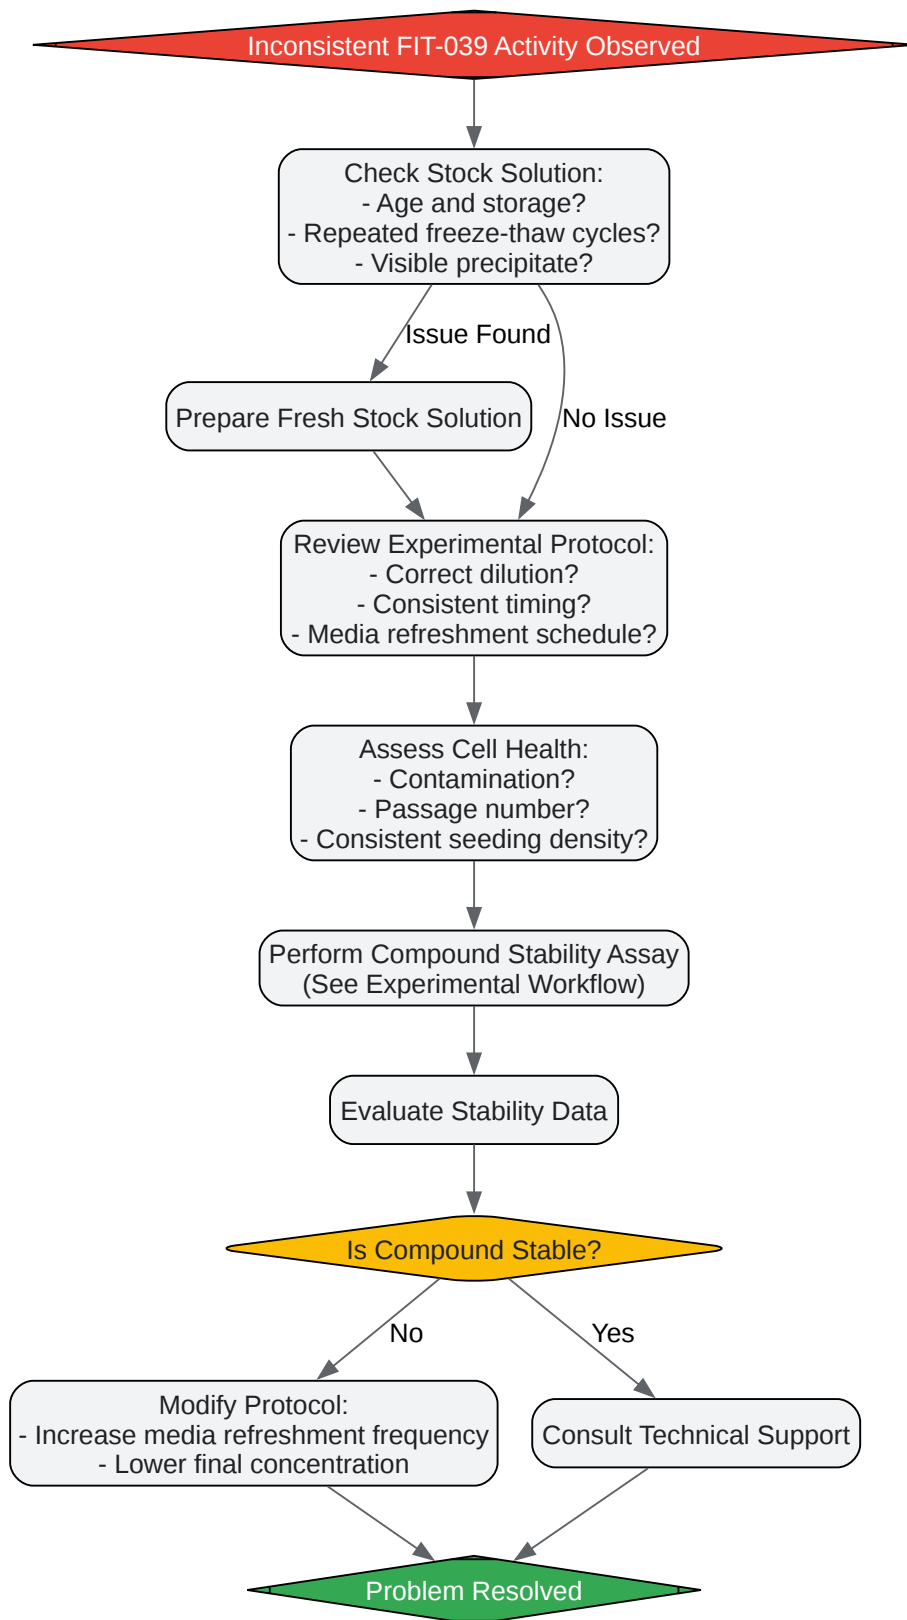 Inconsistent FIT-039 Activity Observed
Check Stock Solution:
- Age and storage?
- Repeated freeze-thaw cycles?
- Visible precipitate?
Issue Found
Prepare Fresh Stock Solution
No Issue
Review Experimental Protocol:
- Correct dilution?
- Consistent timing?
- Media refreshment schedule?
Assess Cell Health:
- Contamination?
- Passage number?
- Consistent seeding density?
Perform Compound Stability Assay
(See Experimental Workflow)
Evaluate Stability Data
Is Compound Stable?
No
Yes
Modify Protocol:
- Increase media refreshment frequency
- Lower final concentration
Consult Technical Support
Problem Resolved